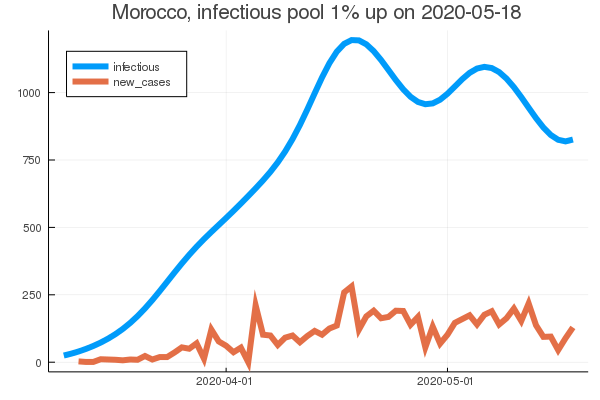 Morocco, infectious pool 1% up on 2020-05-18
infectious
new_cases
1000
750
500
250
0
2020-04-01 2020-05-01